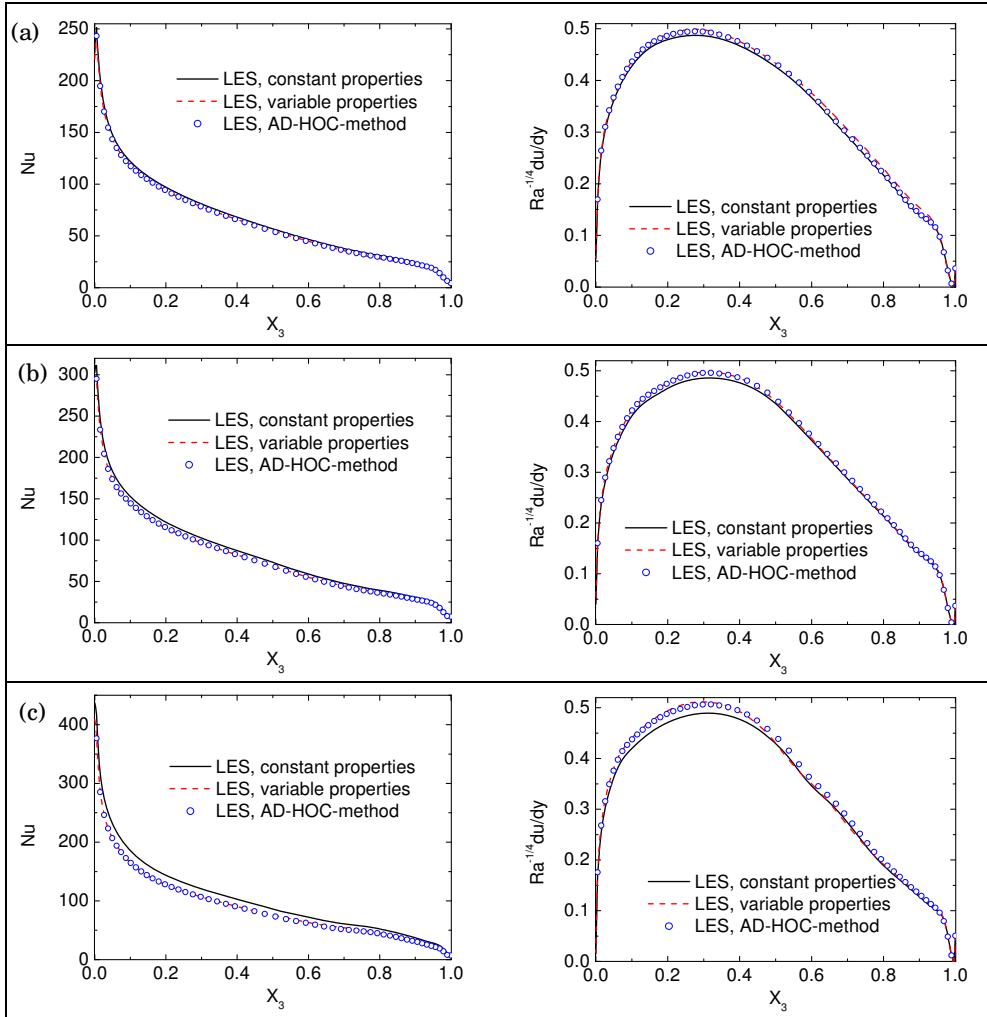 (a)
250
200
150
100
50
0
Nu
LES, constant properties
LES, variable properties
LES, AD-HOC-method
0.0 0.2 0.4 0.6 0.8 1.0
X3
0.5
0.4
0.3
0.2
0.1
0.0
Ra-1/4du/dy
LES, constant properties
LES, variable properties
LES, AD-HOC-method
0.0 0.2 0.4 0.6 0.8 1.0
X3
(b)
300
250
200
150
100
50
0
Nu
LES, constant properties
LES, variable properties
LES, AD-HOC-method
0.0 0.2 0.4 0.6 0.8 1.0
X3
0.5
0.4
0.3
0.2
0.1
0.0
Ra-1/4du/dy
LES, constant properties
LES, variable properties
LES, AD-HOC-method
0.0 0.2 0.4 0.6 0.8 1.0
X3
(c)
400
300
200
100
0
Nu
LES, constant properties
LES, variable properties
LES, AD-HOC-method
0.0 0.2 0.4 0.6 0.8 1.0
X3
0.5
0.4
0.3
0.2
0.1
0.0
Ra-1/4du/dy
LES, constant properties
LES, variable properties
LES, AD-HOC-method
0.0 0.2 0.4 0.6 0.8 1.0
X3